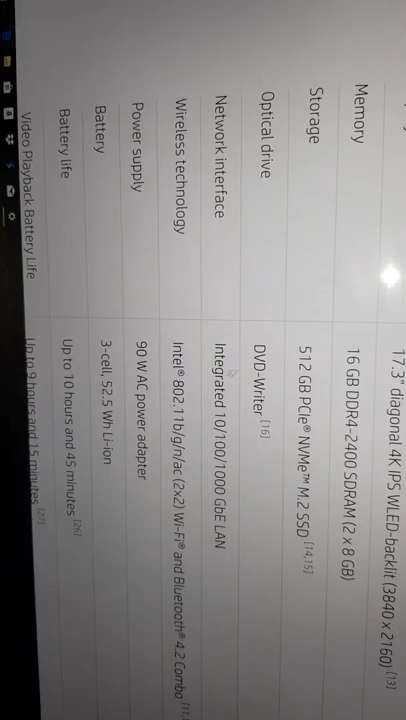 17.3" diagonal 4K IPS WLED-backlit (3840 x 2160) [13]
Memory 16 GB DDR4-2400 SDRAM (2 x 8 GB)
Storage 512 GB PCIe® NVMe™ M.2 SSD [14,15]
Optical drive DVD-Writer [16]
Network interface Integrated 10/100/1000 GbE LAN
Wireless technology Intel® 802.11b/g/n/ac (2x2) Wi-Fi® and Bluetooth® 4.2 Combo
Power supply 90 W AC power adapter
Battery 3-cell, 52.5 Wh Li-ion
Battery life Up to 10 hours and 45 minutes [26]
Video Playback Battery Life Up to 9 hours and 15 minutes [27]